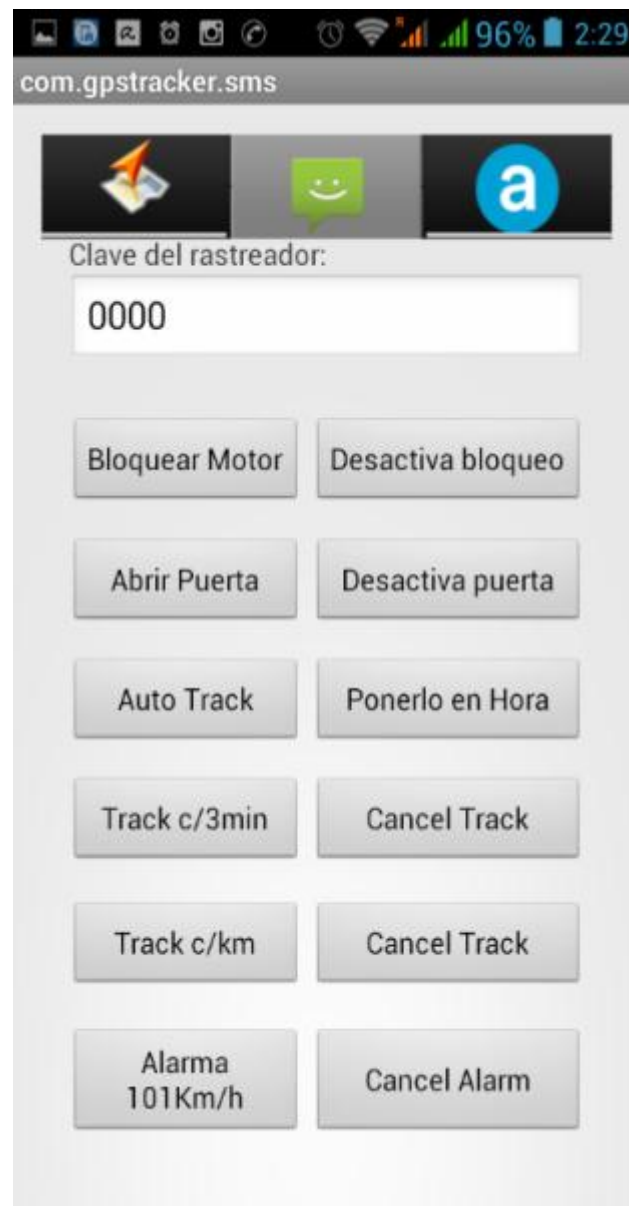 96% 2:29
com.gpstracker.sms
a
Clave del rastreador:
0000
Bloquear Motor Desactiva bloqueo
Abrir Puerta Desactiva puerta
Auto Track Ponerlo en Hora
Track c/3min Cancel Track
Track c/km Cancel Track
Alarma
101Km/h Cancel Alarm